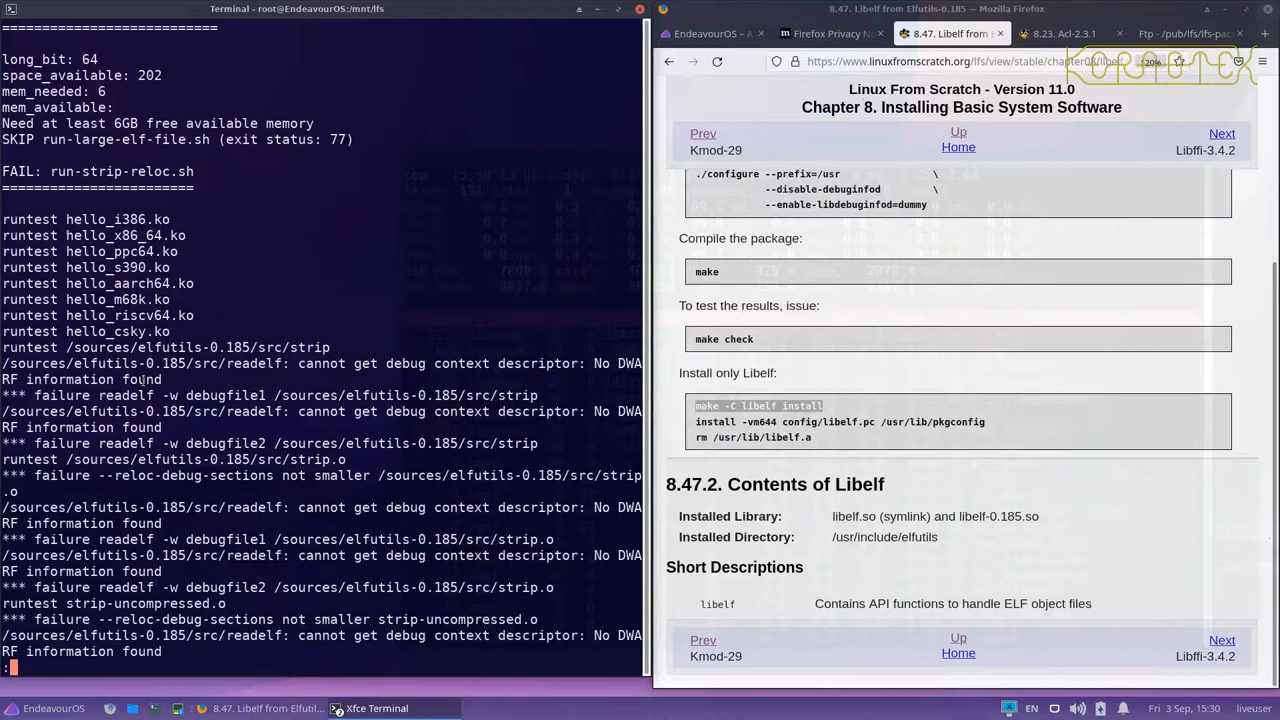 Terminal - root@EndeavourOS:/mnt/lfs
===========================
long_bit: 64
space_available: 202
mem_needed: 6
mem_available:
Need at least 6GB free available memory
SKIP run-large-elf-file.sh (exit status: 77)
FAIL: run-strip-reloc.sh
========================
runtest hello_i386.ko
runtest hello_x86_64.ko
runtest hello_ppc64.ko
runtest hello_s390.ko
runtest hello_aarch64.ko
runtest hello_m68k.ko
runtest hello_riscv64.ko
runtest hello_csky.ko
runtest /sources/elfutils-0.185/src/strip
/sources/elfutils-0.185/src/readelf: cannot get debug context descriptor: No DWA
RF information found
*** failure readelf -w debugfile1 /sources/elfutils-0.185/src/strip
/sources/elfutils-0.185/src/readelf: cannot get debug context descriptor: No DWA
RF information found
*** failure readelf -w debugfile2 /sources/elfutils-0.185/src/strip
runtest /sources/elfutils-0.185/src/strip.o
*** failure --reloc-debug-sections not smaller /sources/elfutils-0.185/src/strip
.o
/sources/elfutils-0.185/src/readelf: cannot get debug context descriptor: No DWA
RF information found
*** failure readelf -w debugfile1 /sources/elfutils-0.185/src/strip.o
/sources/elfutils-0.185/src/readelf: cannot get debug context descriptor: No DWA
RF information found
*** failure readelf -w debugfile2 /sources/elfutils-0.185/src/strip.o
runtest strip-uncompressed.o
*** failure --reloc-debug-sections not smaller strip-uncompressed.o
/sources/elfutils-0.185/src/readelf: cannot get debug context descriptor: No DWA
RF information found
:
8.47. Libelf from Elfutils-0.185 — Mozilla Firefox
EndeavourOS – A
Firefox Privacy No
8.47. Libelf from E
8.23. Acl-2.3.1
Ftp - /pub/lfs/lfs-pac
https://www.linuxfromscratch.org/lfs/view/stable/chapter08/libelf
120%
Linux From Scratch - Version 11.0
Chapter 8. Installing Basic System Software
Prev Up Next
Kmod-29 Home Libffi-3.4.2
./configure --prefix=/usr \
--disable-debuginfod \
--enable-libdebuginfod=dummy
Compile the package:
make
To test the results, issue:
make check
Install only Libelf:
make -C libelf install
install -vm644 config/libelf.pc /usr/lib/pkgconfig
rm /usr/lib/libelf.a
8.47.2. Contents of Libelf
Installed Library: libelf.so (symlink) and libelf-0.185.so
Installed Directory: /usr/include/elfutils
Short Descriptions
libelf Contains API functions to handle ELF object files
Prev Up Next
Kmod-29 Home Libffi-3.4.2
EndeavourOS
8.47. Libelf from Elfutil...
Xfce Terminal
EN
Fri 3 Sep, 15:30
liveuser